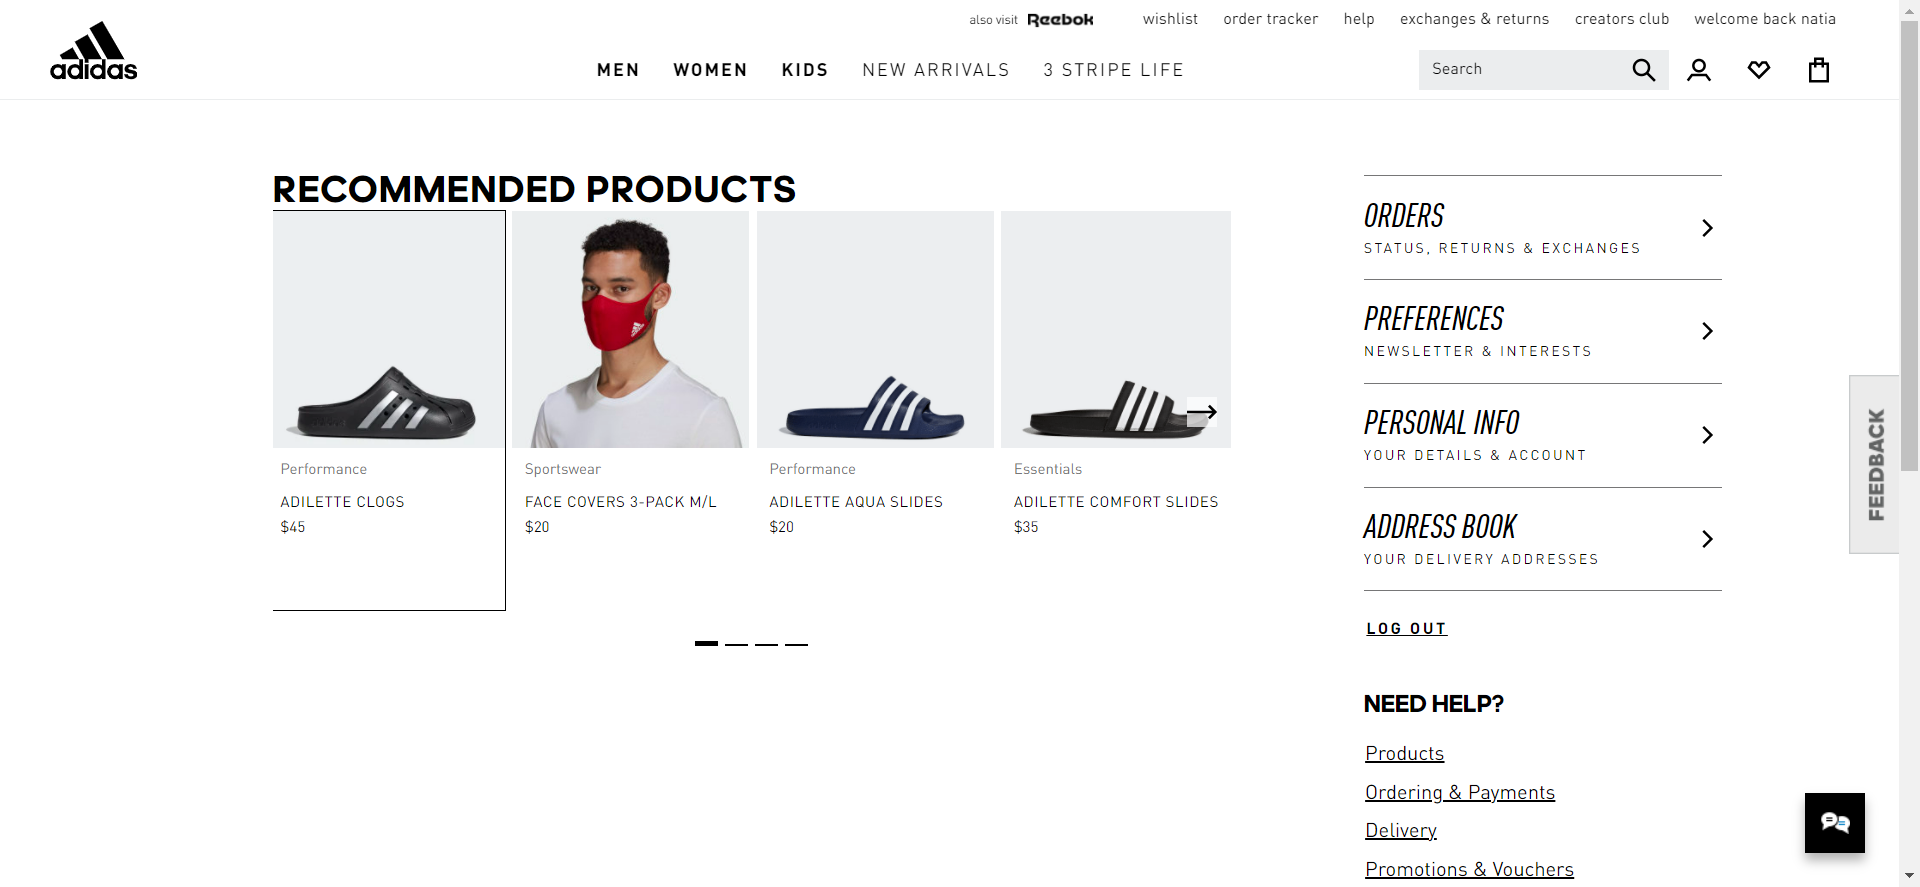 also visit Reebok wishlist order tracker help exchanges & returns creators club welcome back natia
adidas
MEN WOMEN KIDS NEW ARRIVALS 3 STRIPE LIFE
Search
RECOMMENDED PRODUCTS
Performance
ADILETTE CLOGS
$45
Sportswear
FACE COVERS 3-PACK M/L
$20
Performance
ADILETTE AQUA SLIDES
$20
Essentials
ADILETTE COMFORT SLIDES
$35
ORDERS
STATUS, RETURNS & EXCHANGES
PREFERENCES
NEWSLETTER & INTERESTS
PERSONAL INFO
YOUR DETAILS & ACCOUNT
ADDRESS BOOK
YOUR DELIVERY ADDRESSES
LOG OUT
NEED HELP?
Products
Ordering & Payments
Delivery
Promotions & Vouchers
FEEDBACK